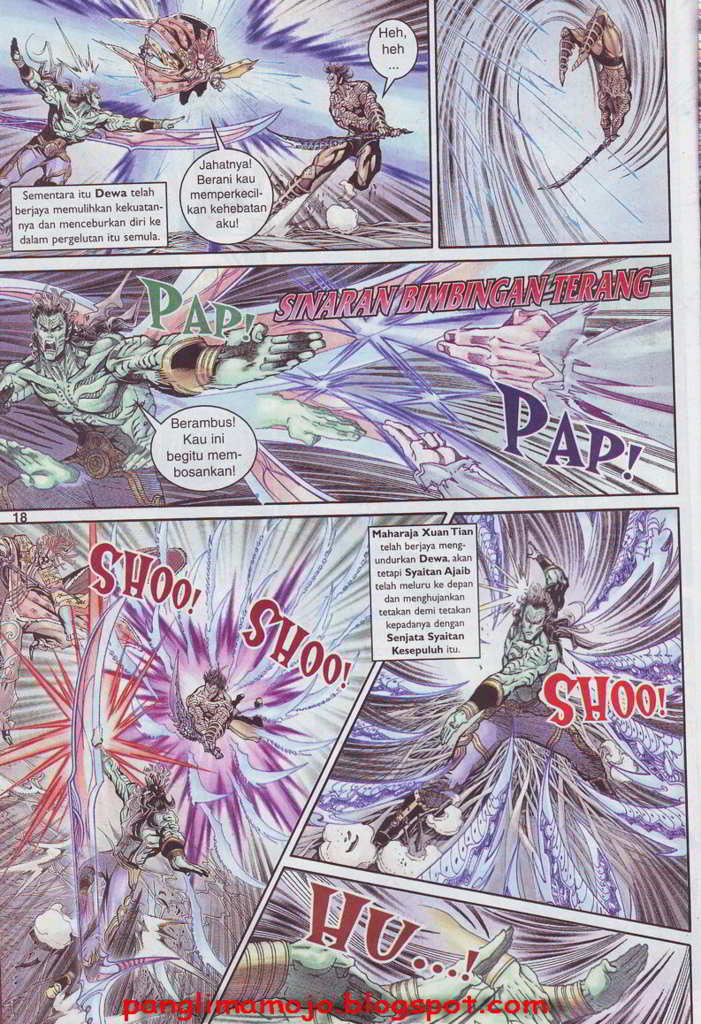 Heh,
heh
...
Jahatnya!
Berani kau
memperkecil-
kan kehebatan
aku!
Sementara itu Dewa telah
berjaya memulihkan kekuatan-
nya dan menceburkan diri ke
dalam pergelutan itu semula.
PAP!
SINARAN BIMBINGAN TERANG
PAP!
Berambus!
Kau ini
begitu mem-
bosankan!
18
SHOO!
SHOO!
Maharaja Xuan Tian
telah berjaya meng-
undurkan Dewa, akan
tetapi Syaitan Ajaib
telah meluru ke depan
dan menghujankan
tetakan demi tetakan
kepadanya dengan
Senjata Syaitan
Kesepuluh itu.
SHOO!
HU...!
panglimamojo.blogspot.com